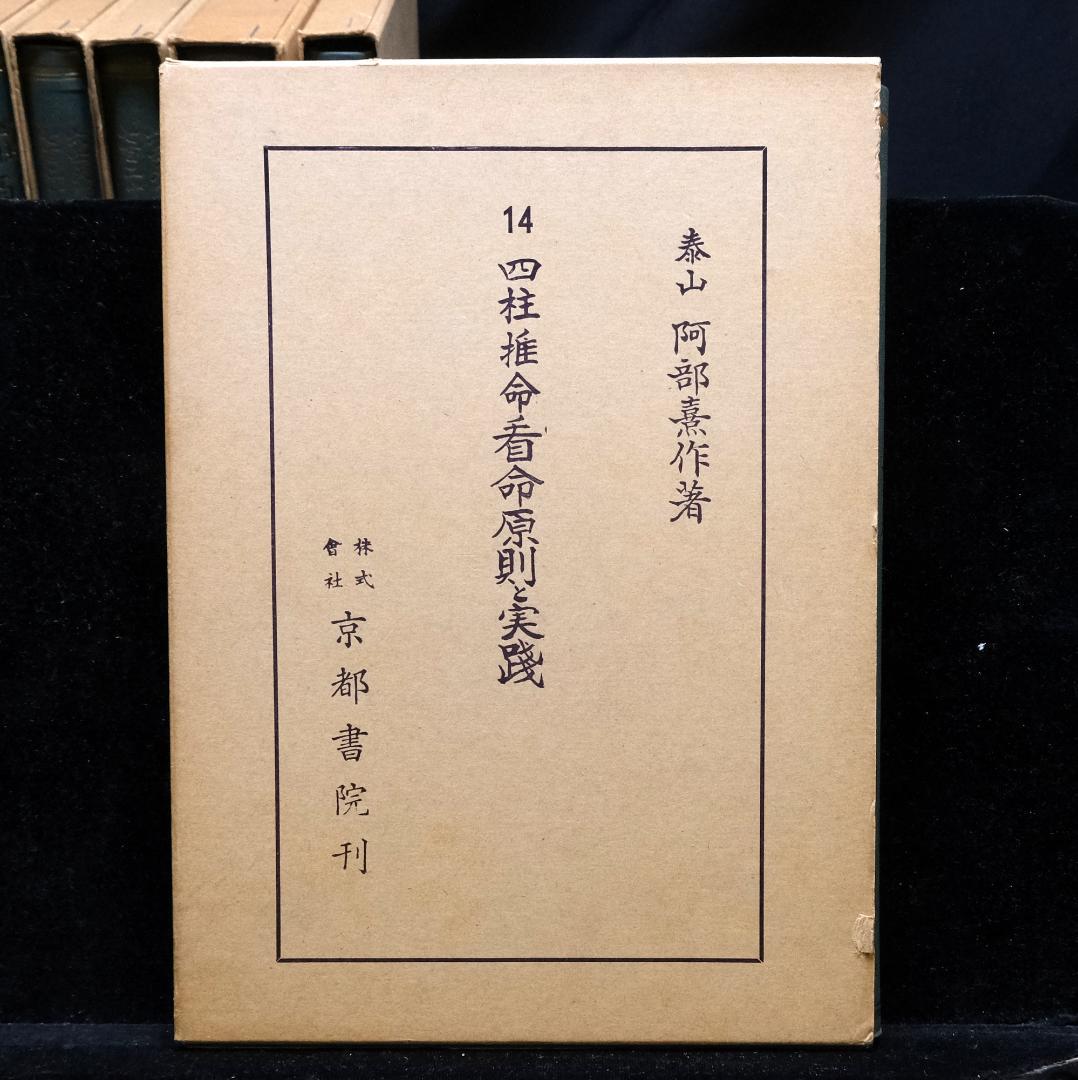 泰山 阿部熹作著
14 四柱推命看命原則と実践
株式會社 京都書院刊